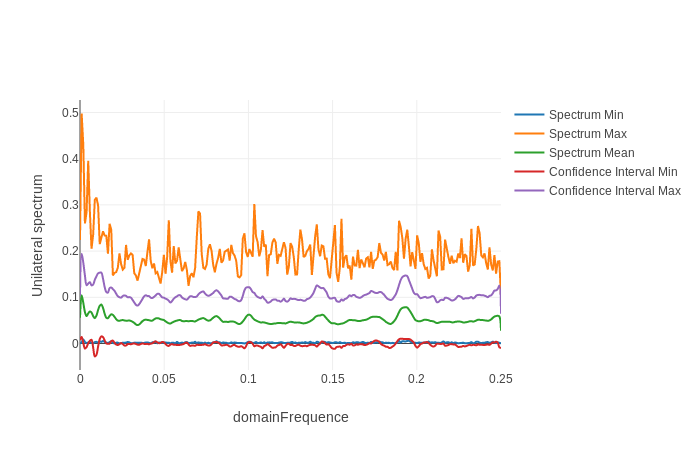 Unilateral spectrum
0.5
0.4
0.3
0.2
0.1
0
0
0.05
0.1
0.15
0.2
0.25
domainFrequence
Spectrum Min
Spectrum Max
Spectrum Mean
Confidence Interval Min
Confidence Interval Max